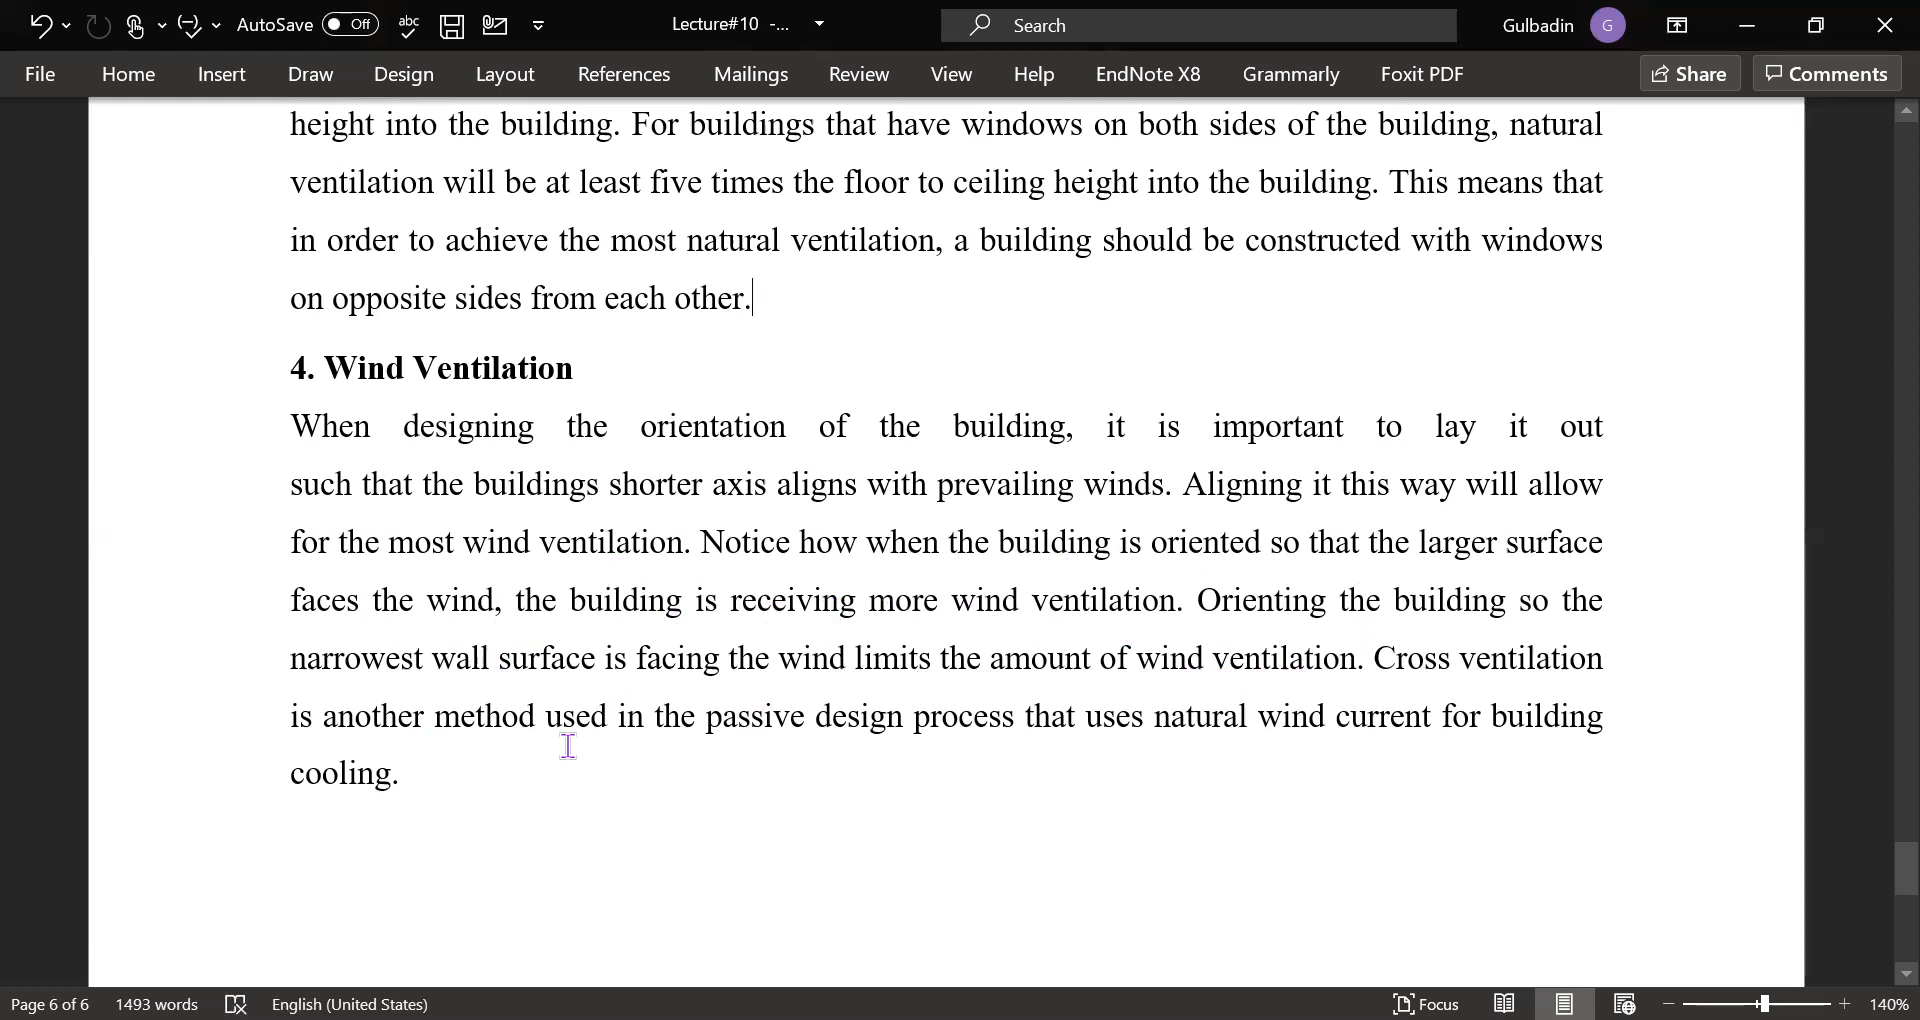 abc AutoSave Off Lecture#10 -... Search Gulbadin G
File Home Insert Draw Design Layout References Mailings Review View Help EndNote X8 Grammarly Foxit PDF Share Comments
height into the building. For buildings that have windows on both sides of the building, natural
ventilation will be at least five times the floor to ceiling height into the building. This means that
in order to achieve the most natural ventilation, a building should be constructed with windows
on opposite sides from each other.
4. Wind Ventilation
When designing the orientation of the building, it is important to lay it out
such that the buildings shorter axis aligns with prevailing winds. Aligning it this way will allow
for the most wind ventilation. Notice how when the building is oriented so that the larger surface
faces the wind, the building is receiving more wind ventilation. Orienting the building so the
narrowest wall surface is facing the wind limits the amount of wind ventilation. Cross ventilation
is another method used in the passive design process that uses natural wind current for building
cooling.
Page 6 of 6 1493 words English (United States) Focus 140%